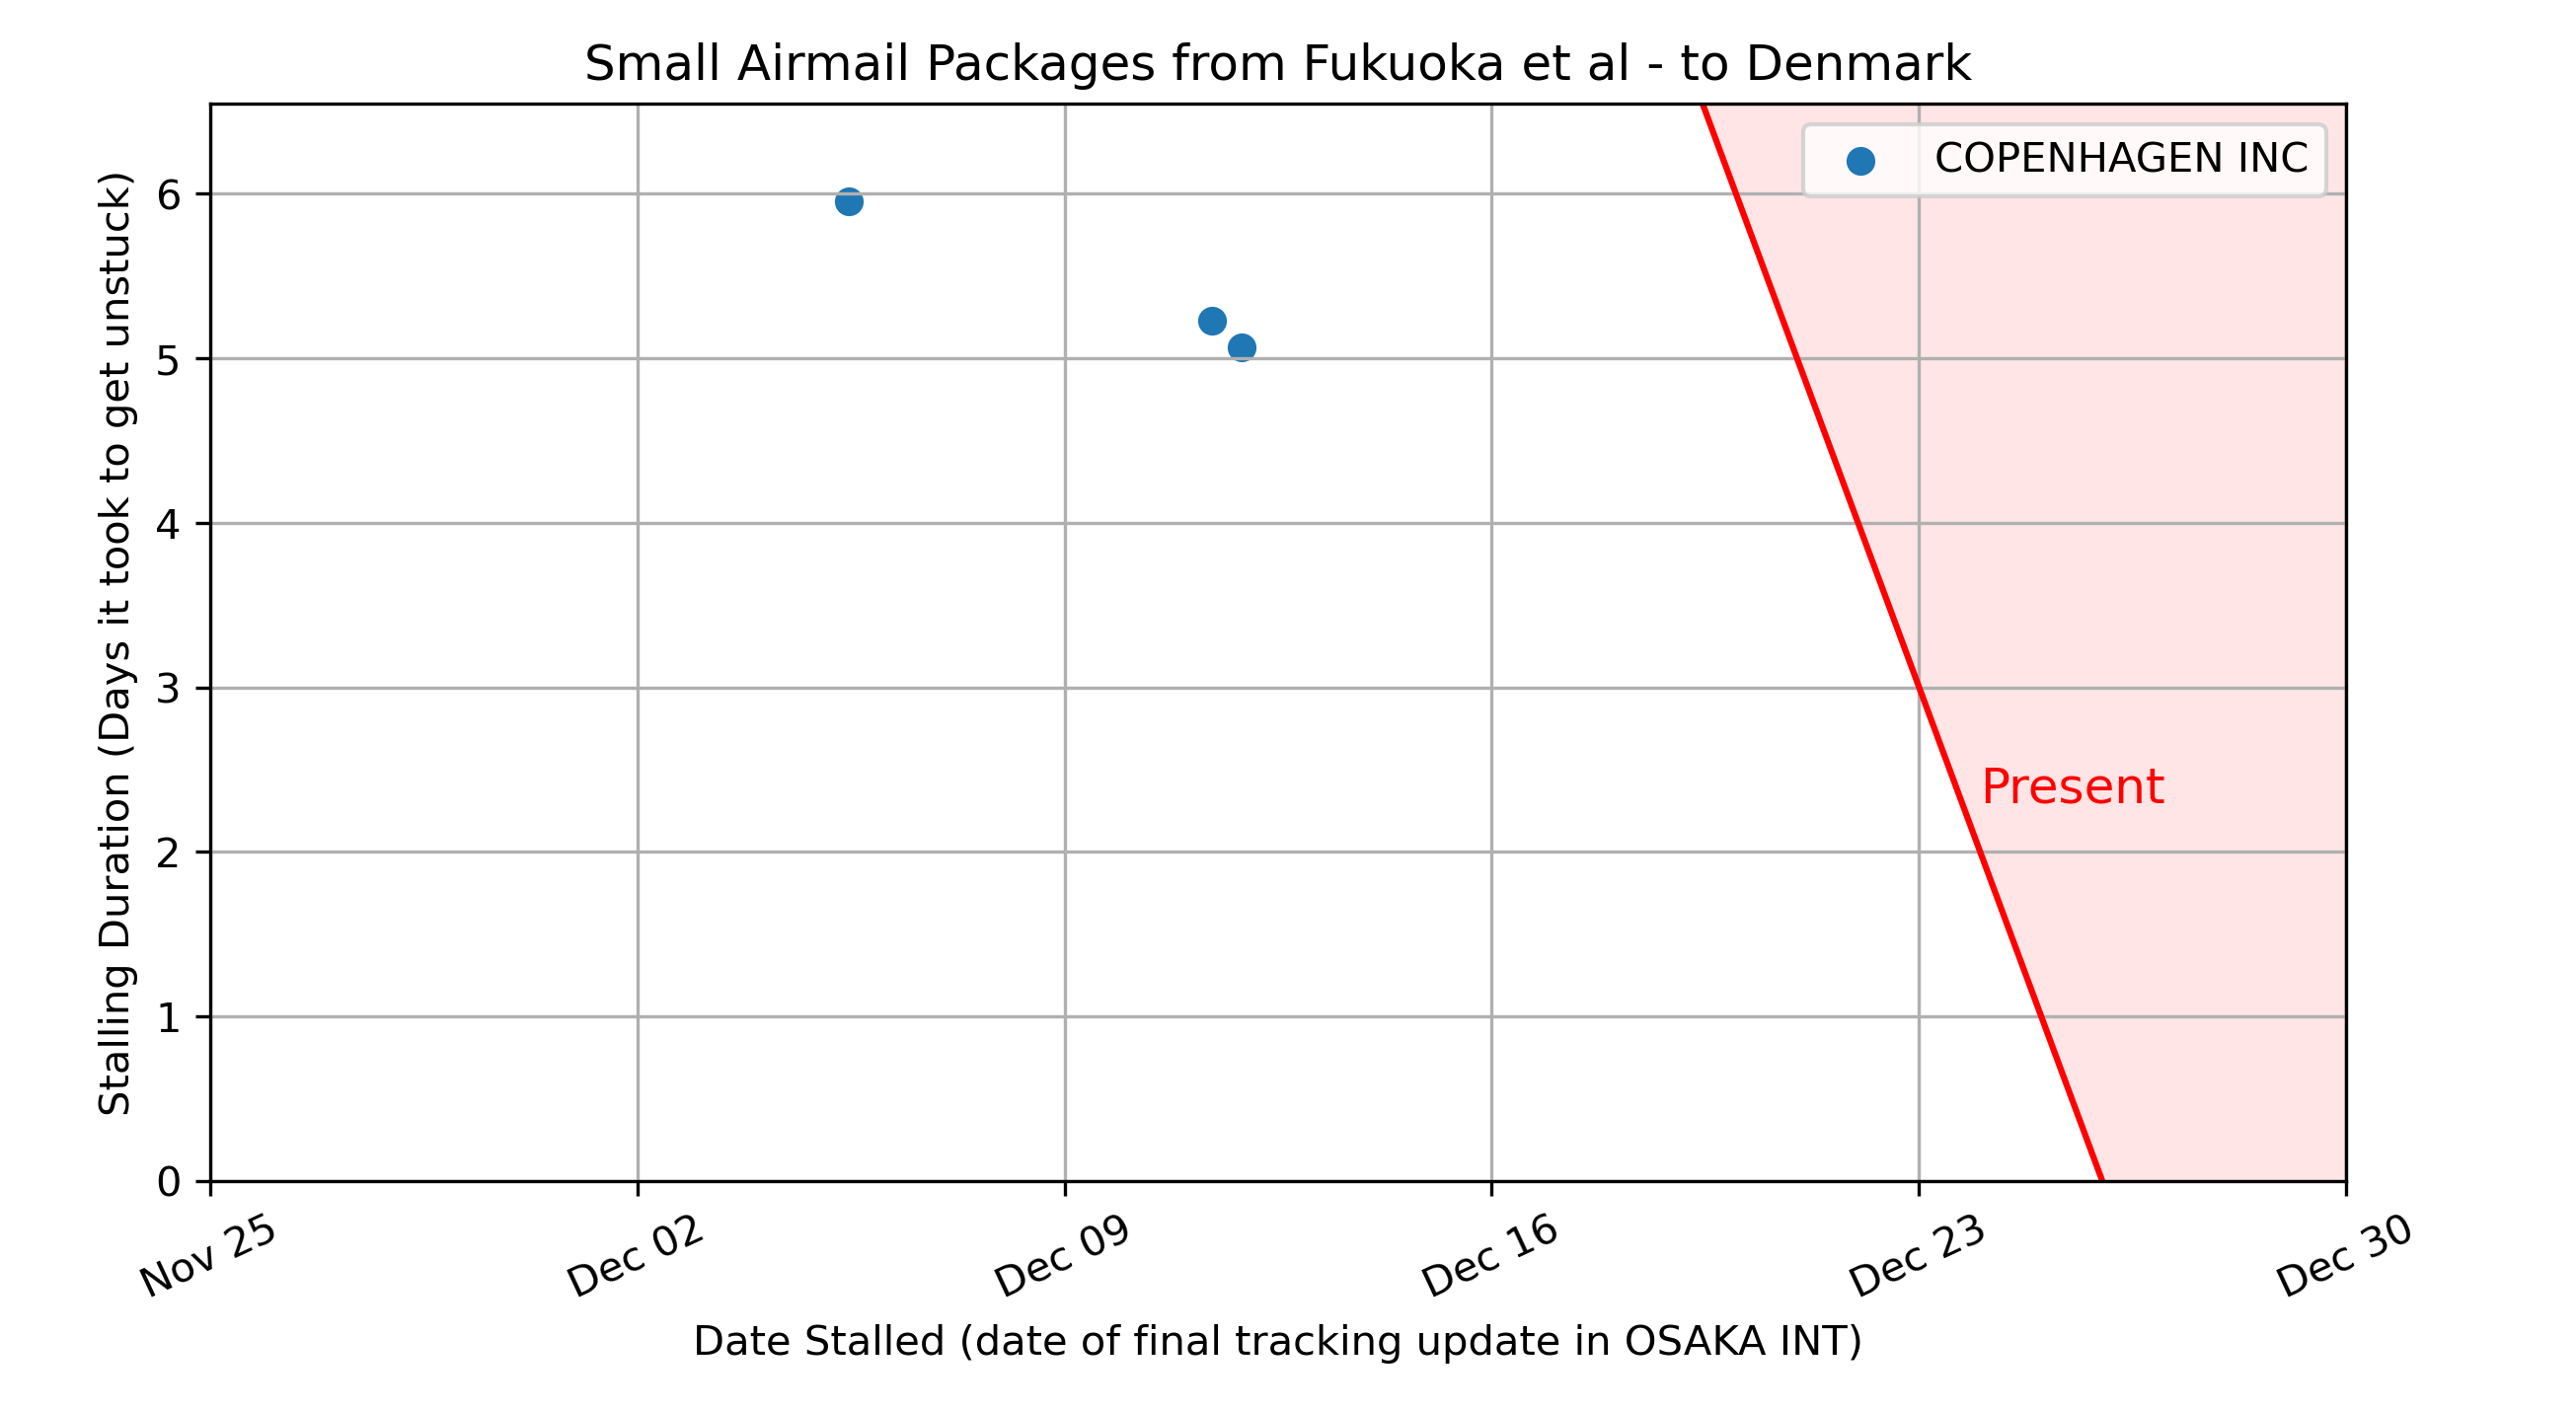 Small Airmail Packages from Fukuoka et al - to Denmark
COPENHAGEN INC
Stalling Duration (Days it took to get unstuck)
6
5
4
3
2
1
0
Present
Nov 25
Dec 02
Dec 09
Dec 16
Dec 23
Dec 30
Date Stalled (date of final tracking update in OSAKA INT)